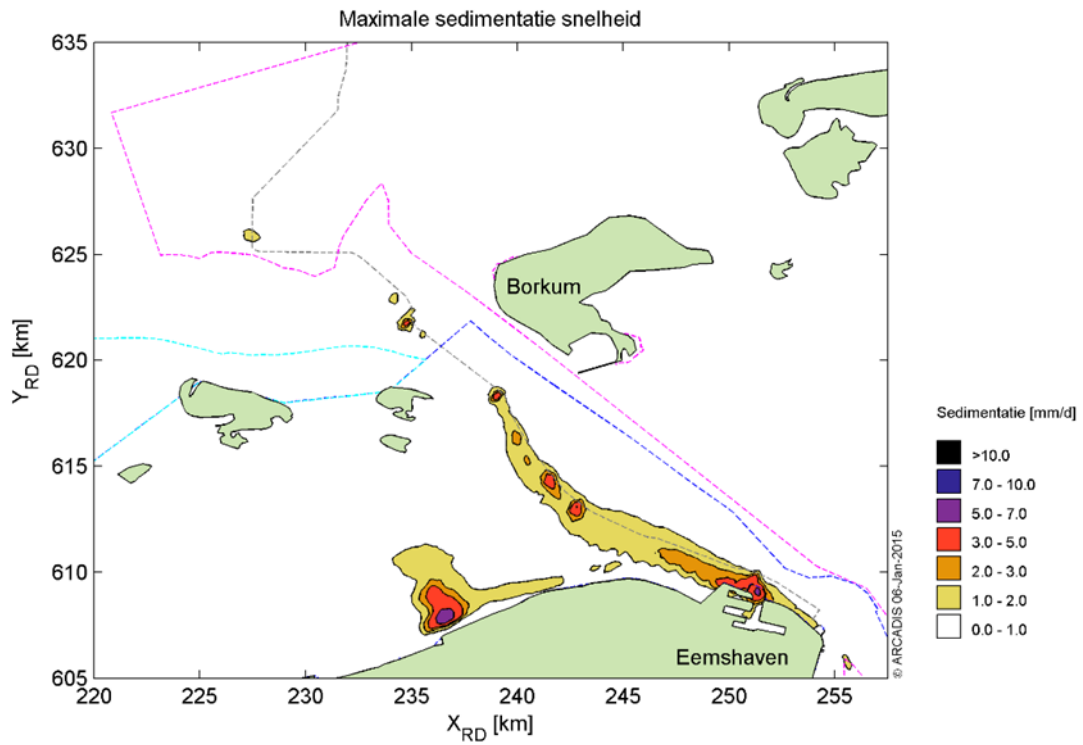 Maximale sedimentatie snelheid
635
630
625
620
615
610
605
Y_RD [km]
220
225
230
235
240
245
250
255
X_RD [km]
Borkum
Eemshaven
© ARCADIS 06-Jan-2015
Sedimentatie [mm/d]
>10.0
7.0 - 10.0
5.0 - 7.0
3.0 - 5.0
2.0 - 3.0
1.0 - 2.0
0.0 - 1.0